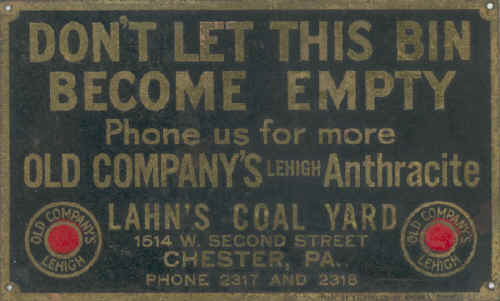 DON'T LET THIS BIN
BECOME EMPTY
Phone us for more
OLD COMPANY'S LEHIGH Anthracite
LAHN'S COAL YARD
1514 W. SECOND STREET
CHESTER, PA.
PHONE 2317 AND 2318
OLD COMPANY'S
LEHIGH
OLD COMPANY'S
LEHIGH